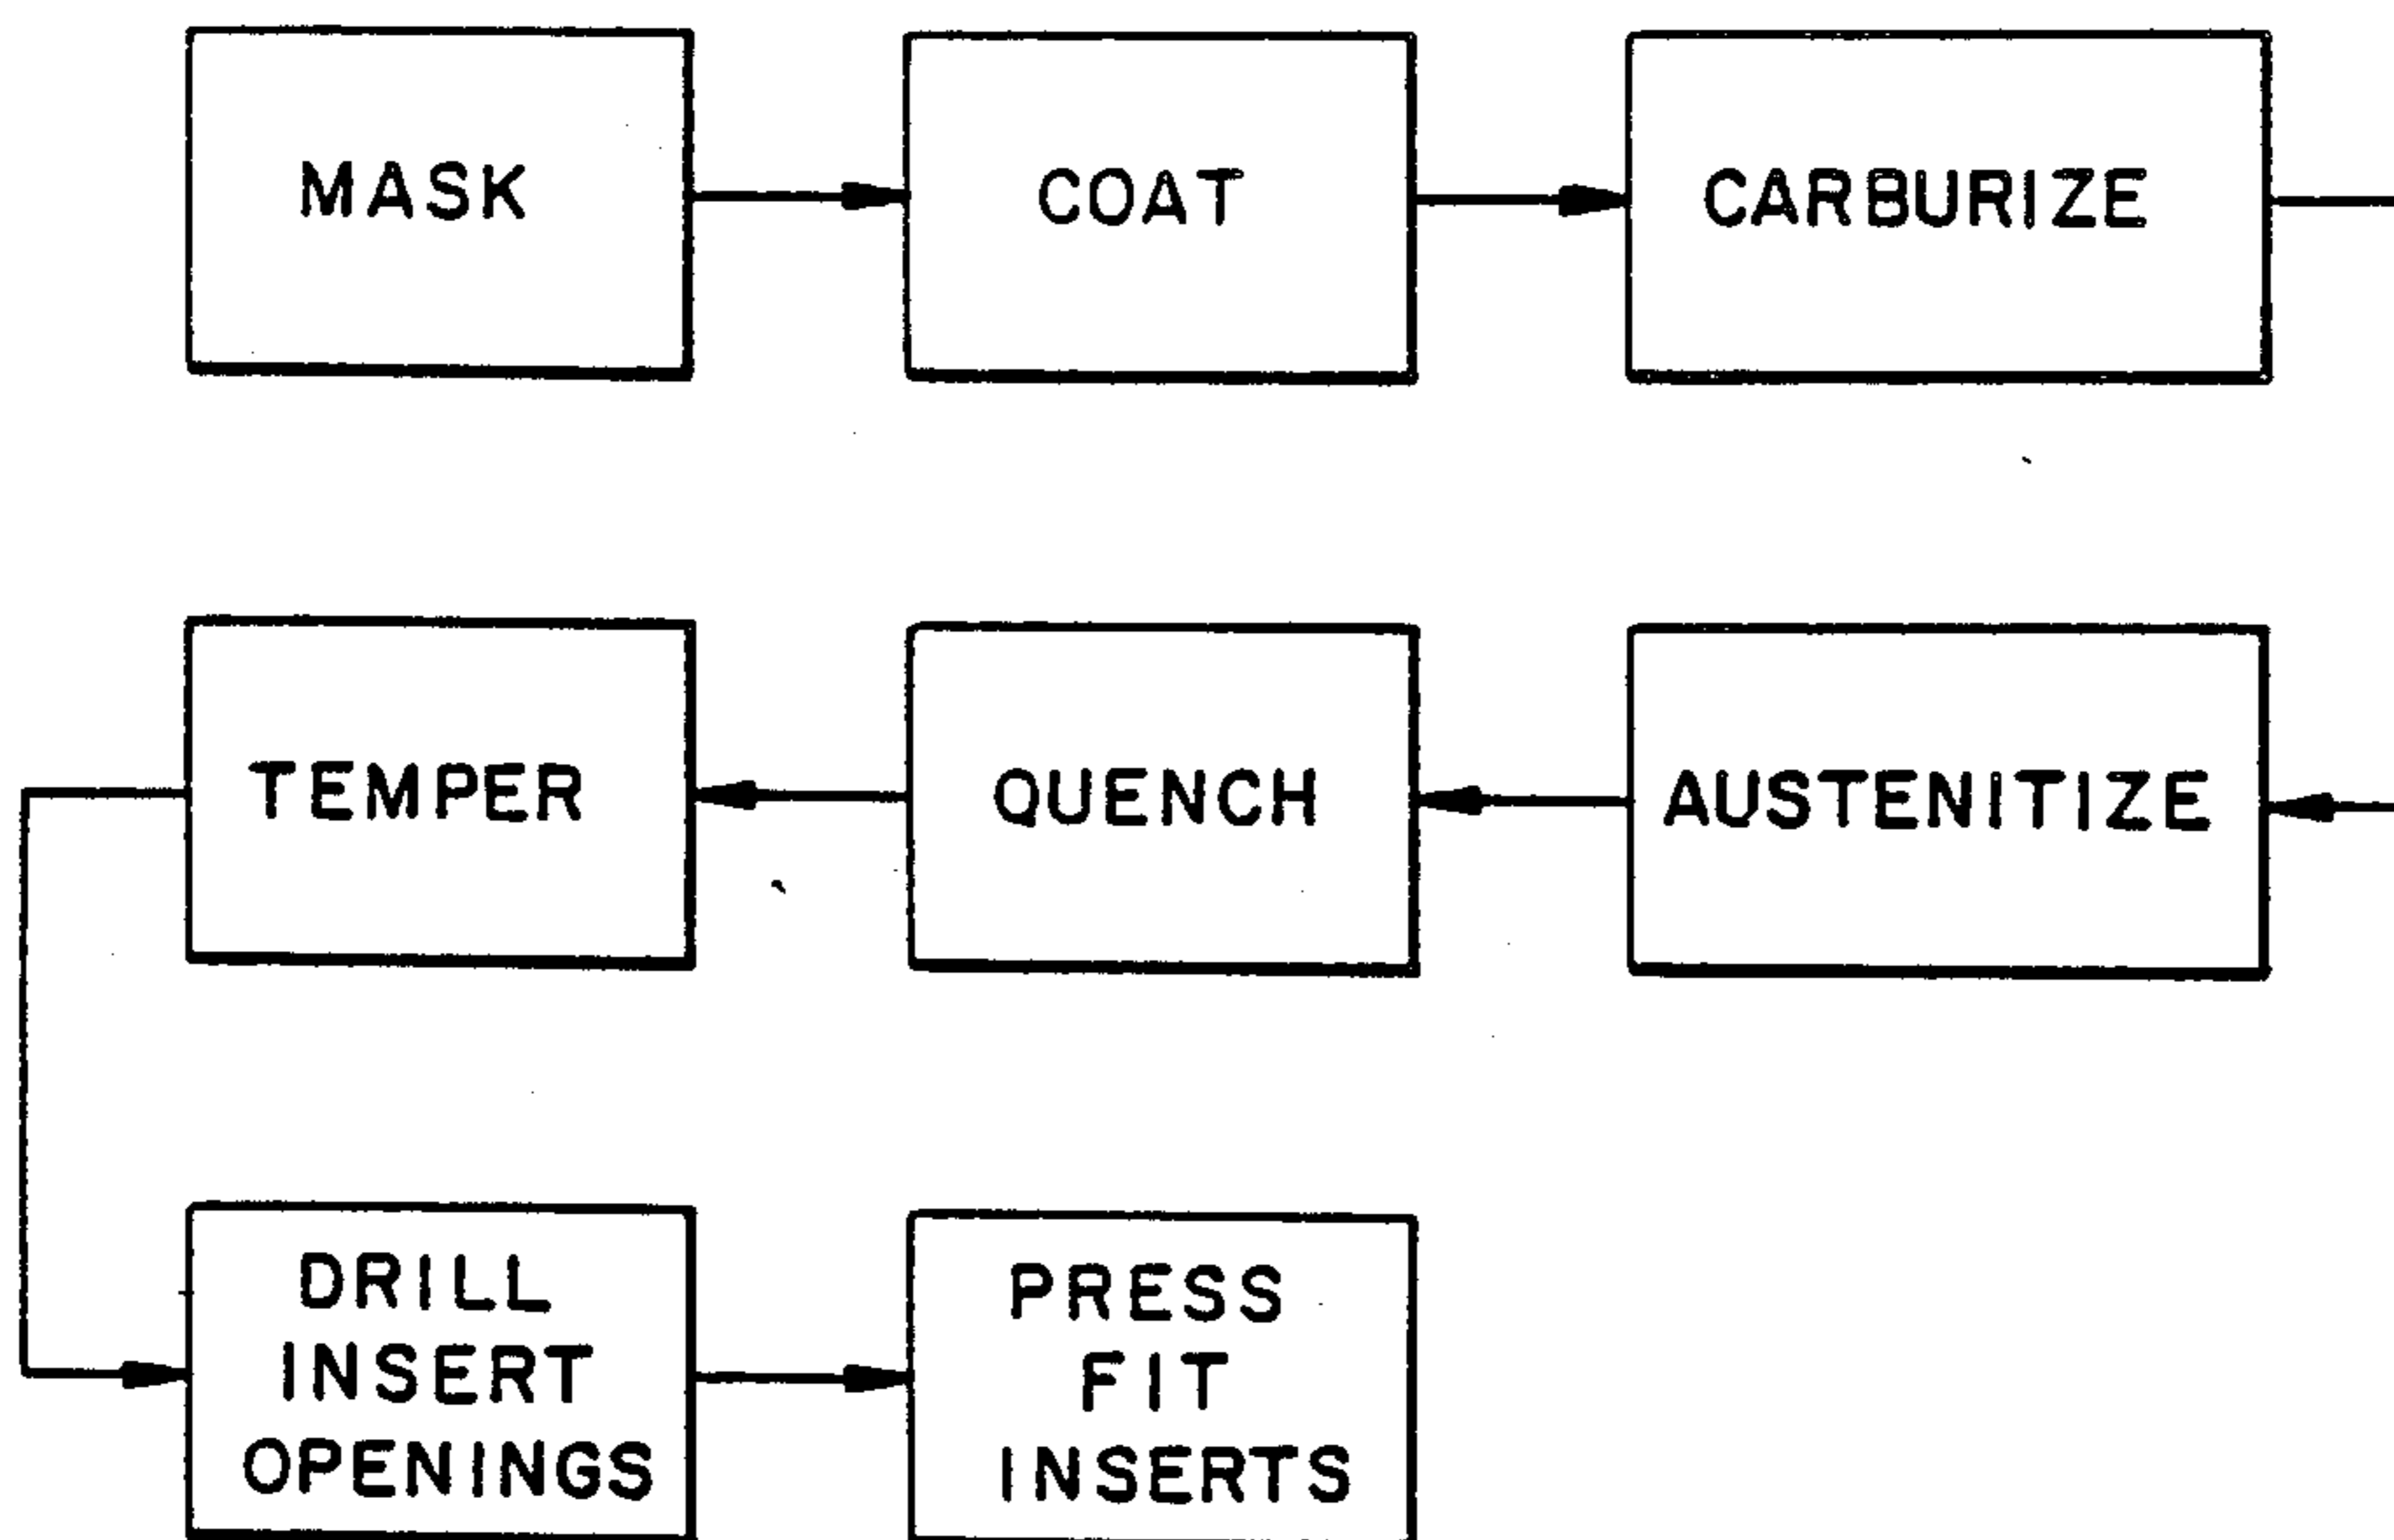 MASK
COAT
CARBURIZE
TEMPER
QUENCH
AUSTENITIZE
DRILL
INSERT
OPENINGS
PRESS
FIT
INSERTS